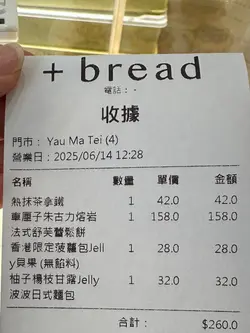 + bread
電話：-
收據
門市： Yau Ma Tei (4)
營業日：2025/06/14 12:28
名稱 數量 單價 金額
熱抹茶拿鐵 1 42.0 42.0
車厘子朱古力熔岩 1 158.0 158.0
法式舒芙蕾鬆餅
香港限定菠蘿包Jell 1 28.0 28.0
y貝果 (無餡料)
柚子楊枝甘露Jelly 1 32.0 32.0
波波日式麵包
合計： $260.0